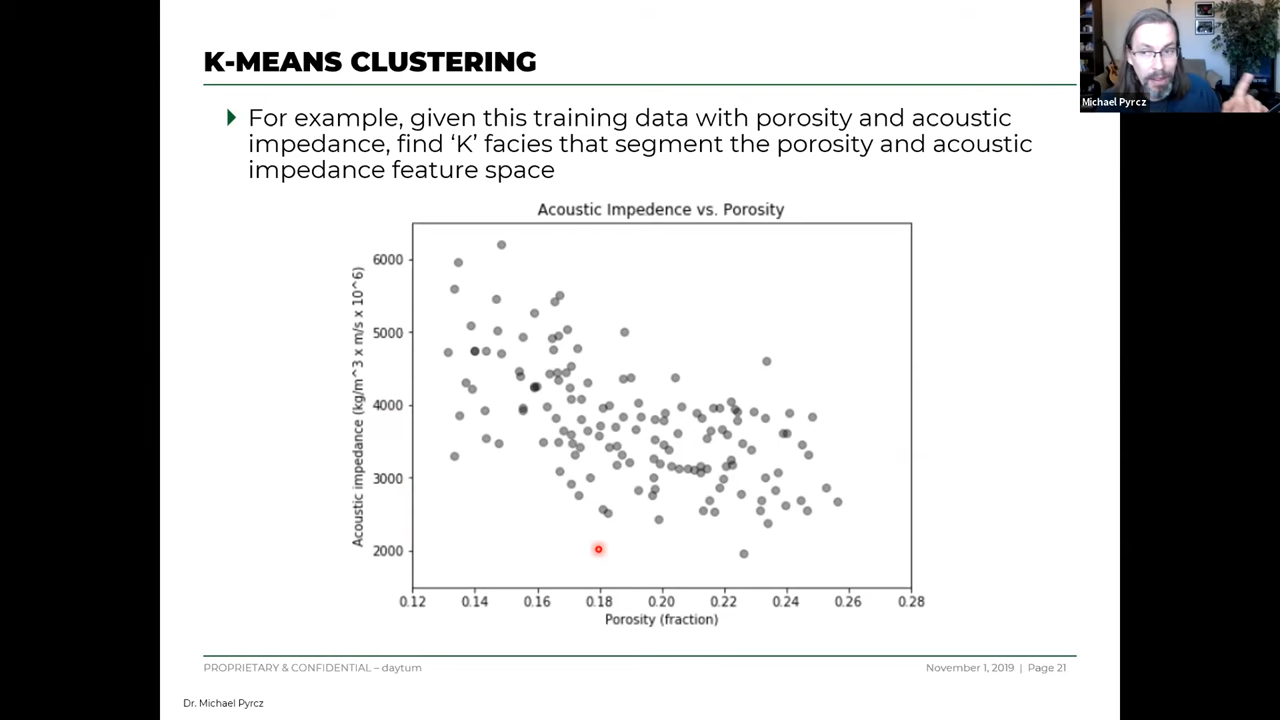 K-MEANS CLUSTERING
Michael Pyrcz
For example, given this training data with porosity and acoustic
impedance, find ‘K’ facies that segment the porosity and acoustic
impedance feature space
Acoustic Impedence vs. Porosity
Acoustic impedance (kg/m^3 x m/s x 10^6)
6000
5000
4000
3000
2000
0.12 0.14 0.16 0.18 0.20 0.22 0.24 0.26 0.28
Porosity (fraction)
PROPRIETARY & CONFIDENTIAL – daytum
November 1, 2019 | Page 21
Dr. Michael Pyrcz